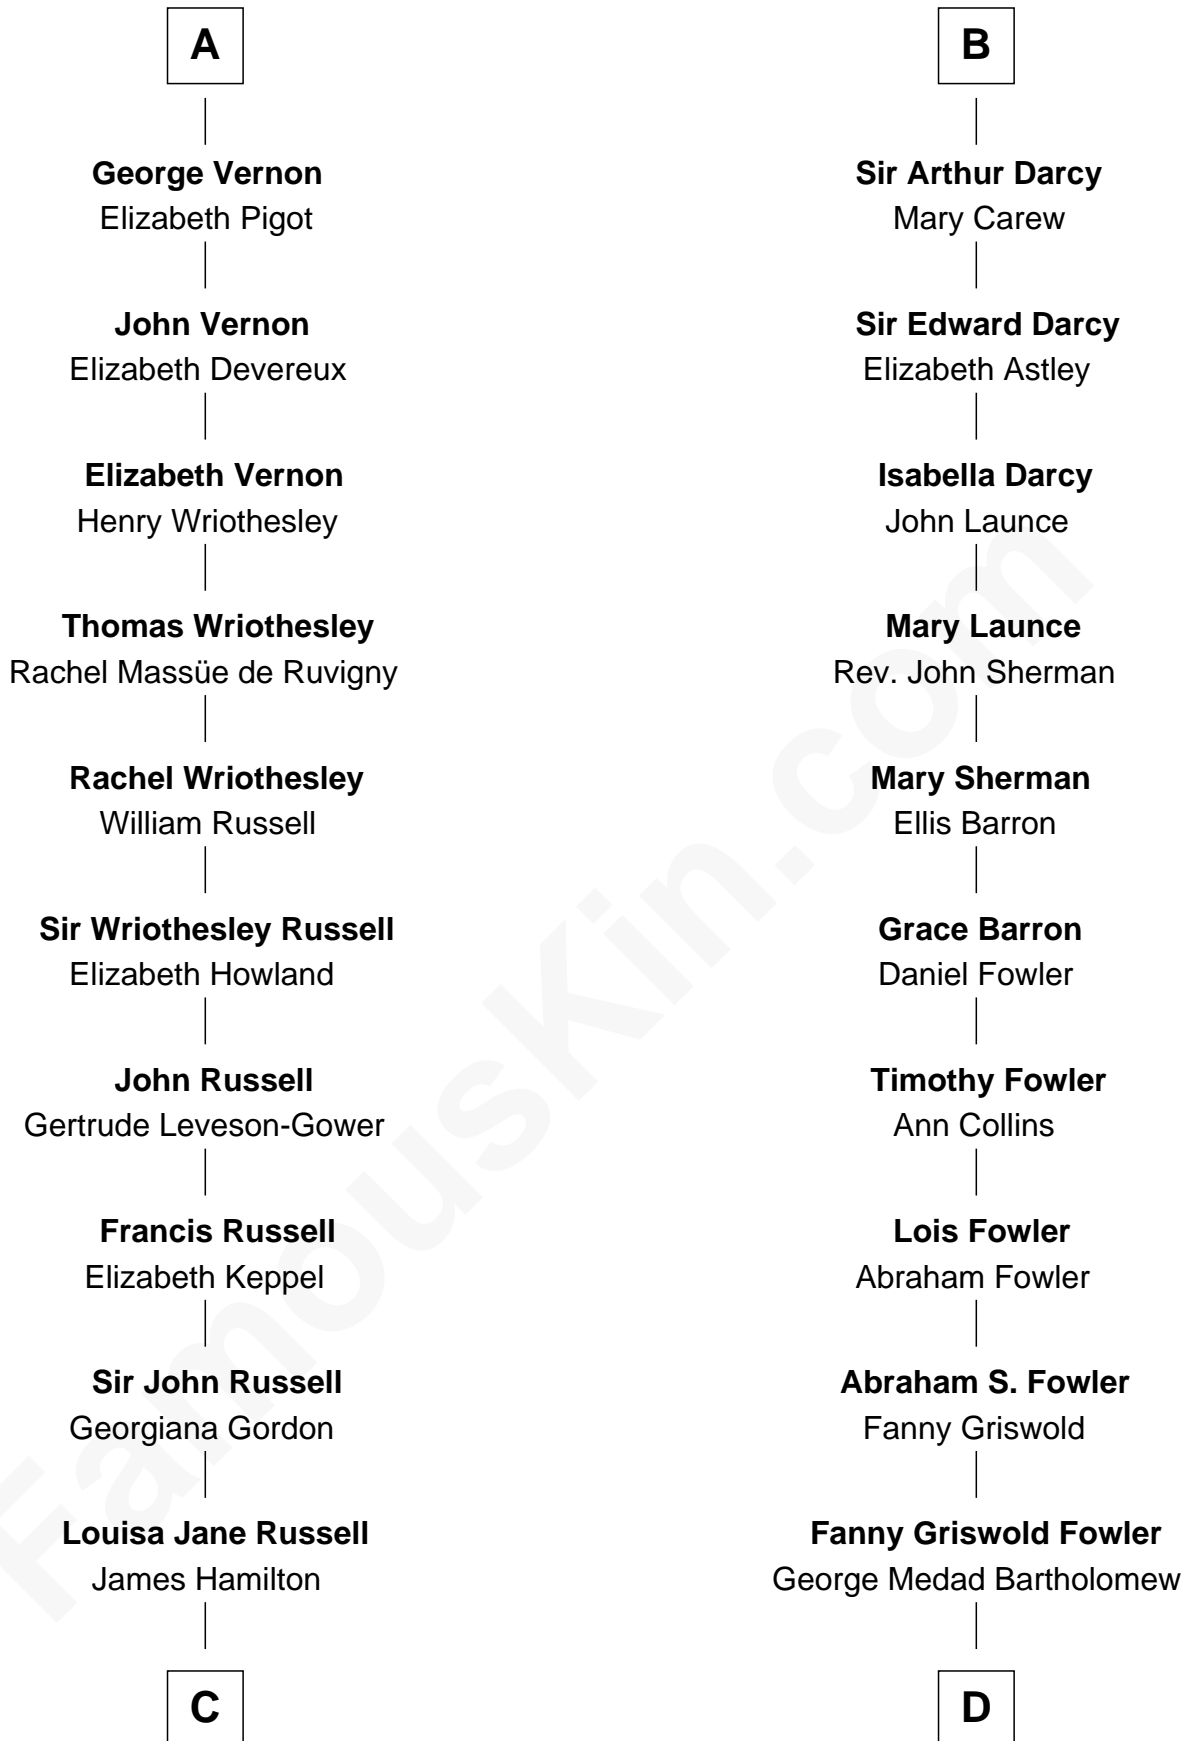 A
George Vernon
Elizabeth Pigot
John Vernon
Elizabeth Devereux
Elizabeth Vernon
Henry Wriothesley
Thomas Wriothesley
Rachel Massüe de Ruvigny
Rachel Wriothesley
William Russell
Sir Wriothesley Russell
Elizabeth Howland
John Russell
Gertrude Leveson-Gower
Francis Russell
Elizabeth Keppel
Sir John Russell
Georgiana Gordon
Louisa Jane Russell
James Hamilton
C
B
Sir Arthur Darcy
Mary Carew
Sir Edward Darcy
Elizabeth Astley
Isabella Darcy
John Launce
Mary Launce
Rev. John Sherman
Mary Sherman
Ellis Barron
Grace Barron
Daniel Fowler
Timothy Fowler
Ann Collins
Lois Fowler
Abraham Fowler
Abraham S. Fowler
Fanny Griswold
Fanny Griswold Fowler
George Medad Bartholomew
D
FamousKin.com